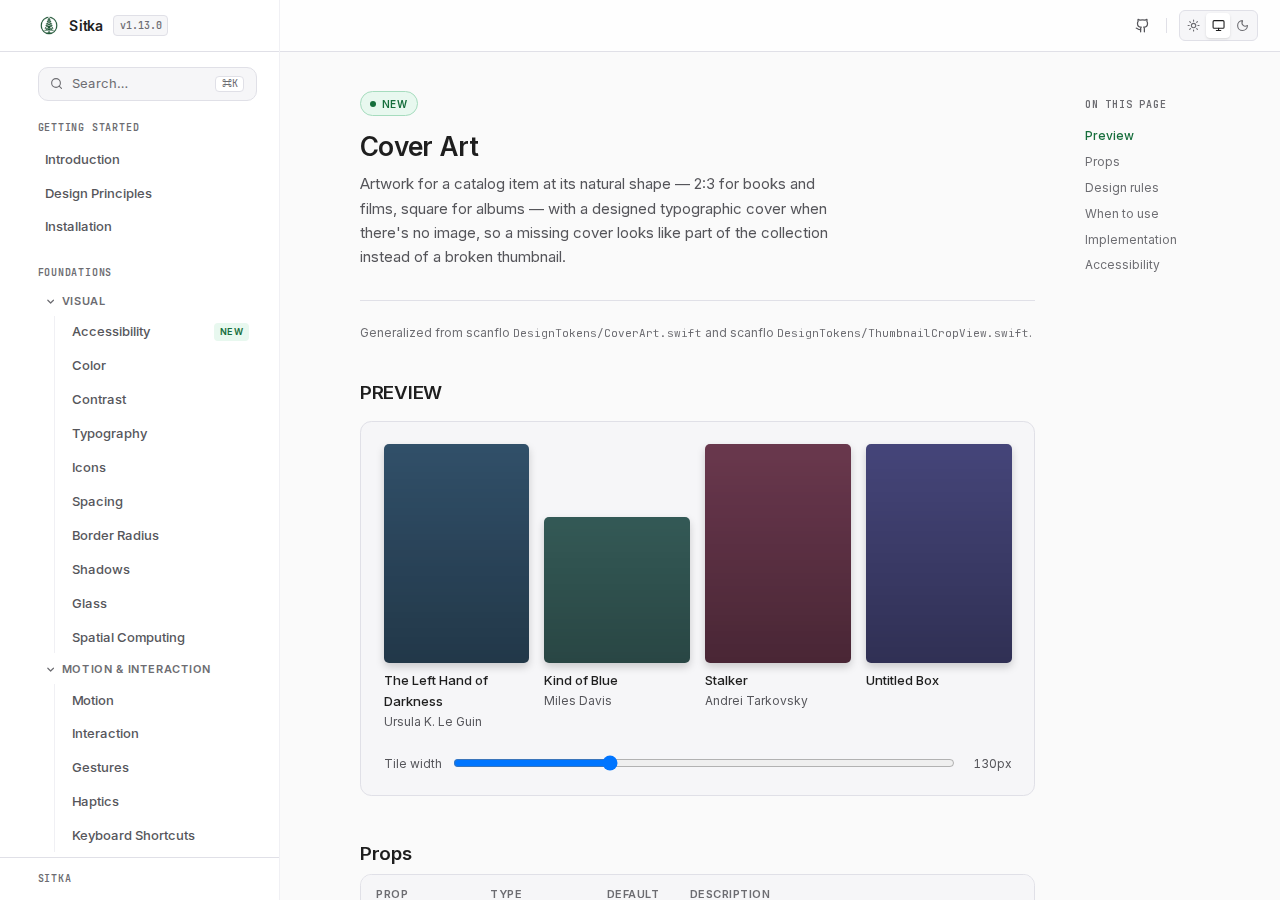 Sitka v1.13.0
Search... ⌘K
GETTING STARTED
Introduction
Design Principles
Installation
FOUNDATIONS
VISUAL
Accessibility NEW
Color
Contrast
Typography
Icons
Spacing
Border Radius
Shadows
Glass
Spatial Computing
MOTION & INTERACTION
Motion
Interaction
Gestures
Haptics
Keyboard Shortcuts
SITKA
NEW
Cover Art
Artwork for a catalog item at its natural shape — 2:3 for books and
films, square for albums — with a designed typographic cover when
there's no image, so a missing cover looks like part of the collection
instead of a broken thumbnail.
Generalized from scanflo DesignTokens/CoverArt.swift and scanflo DesignTokens/ThumbnailCropView.swift.
PREVIEW
The Left Hand of
Darkness
Ursula K. Le Guin
Kind of Blue
Miles Davis
Stalker
Andrei Tarkovsky
Untitled Box
Tile width 130px
Props
PROP TYPE DEFAULT DESCRIPTION
ON THIS PAGE
Preview
Props
Design rules
When to use
Implementation
Accessibility